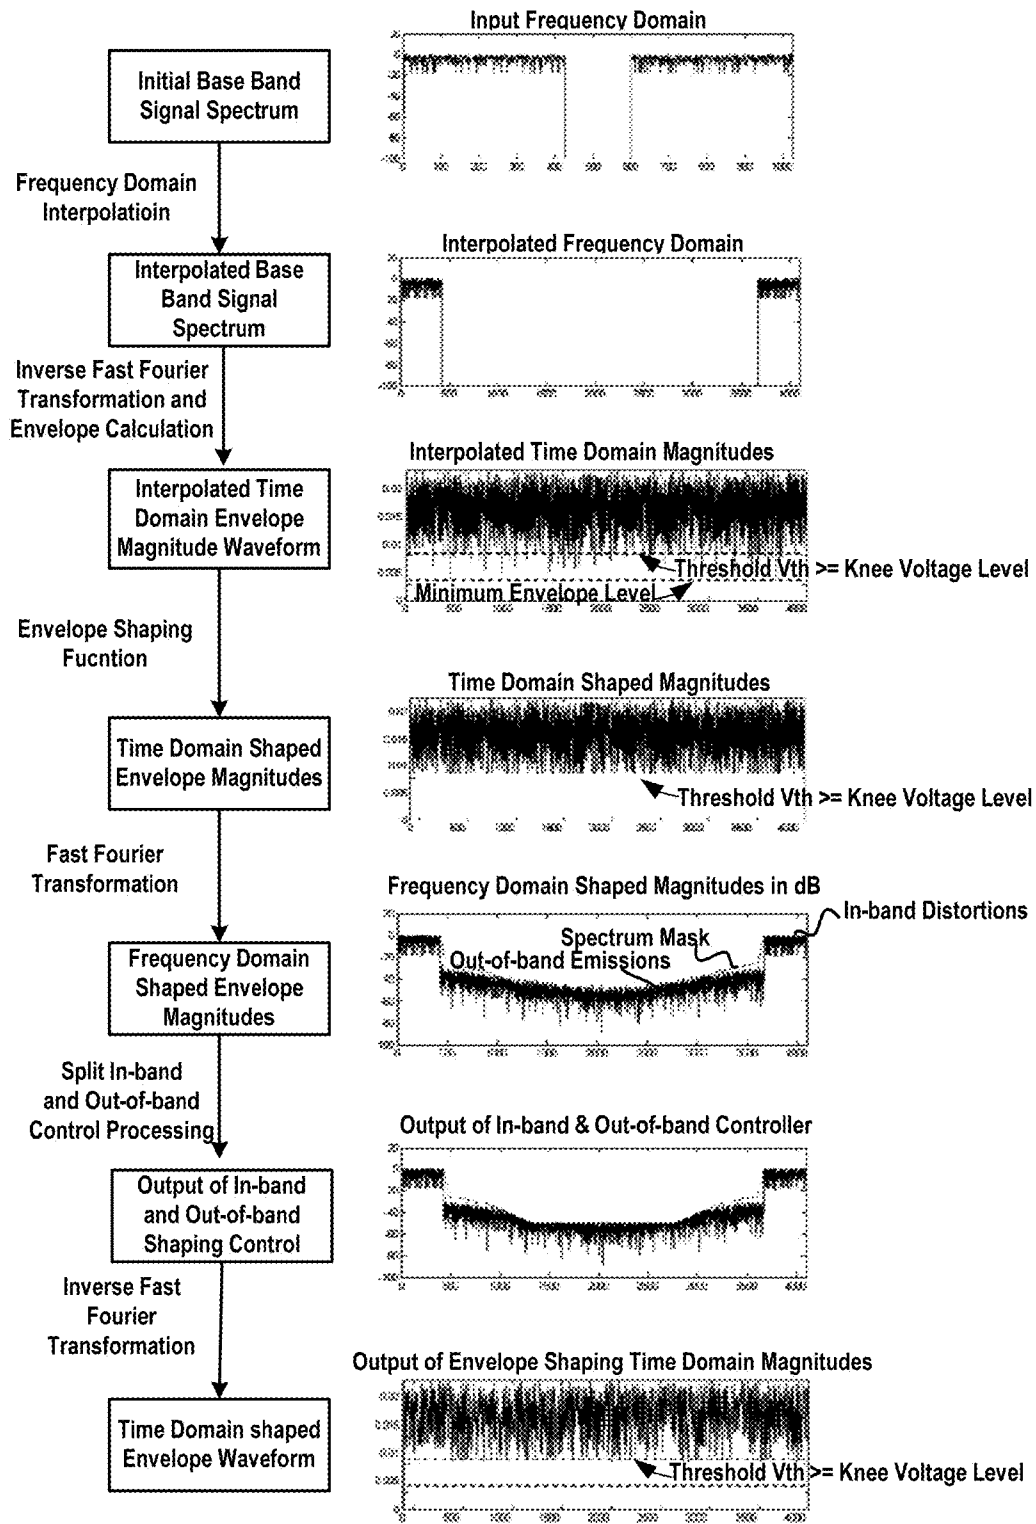 Input Frequency Domain
Initial Base Band
Signal Spectrum
Frequency Domain
Interpolatioin
Interpolated Frequency Domain
Interpolated Base
Band Signal
Spectrum
Inverse Fast Fourier
Transformation and
Envelope Calculation
Interpolated Time Domain Magnitudes
Interpolated Time
Domain Envelope
Magnitude Waveform
Threshold Vth >= Knee Voltage Level
Minimum Envelope Level
Envelope Shaping
Fucntion
Time Domain Shaped Magnitudes
Time Domain Shaped
Envelope Magnitudes
Threshold Vth >= Knee Voltage Level
Fast Fourier
Transformation
Frequency Domain Shaped Magnitudes in dB
In-band Distortions
Spectrum Mask
Out-of-band Emissions
Frequency Domain
Shaped Envelope
Magnitudes
Split In-band
and Out-of-band
Control Processing
Output of In-band & Out-of-band Controller
Output of In-band
and Out-of-band
Shaping Control
Inverse Fast
Fourier
Transformation
Output of Envelope Shaping Time Domain Magnitudes
Time Domain shaped
Envelope Waveform
Threshold Vth >= Knee Voltage Level